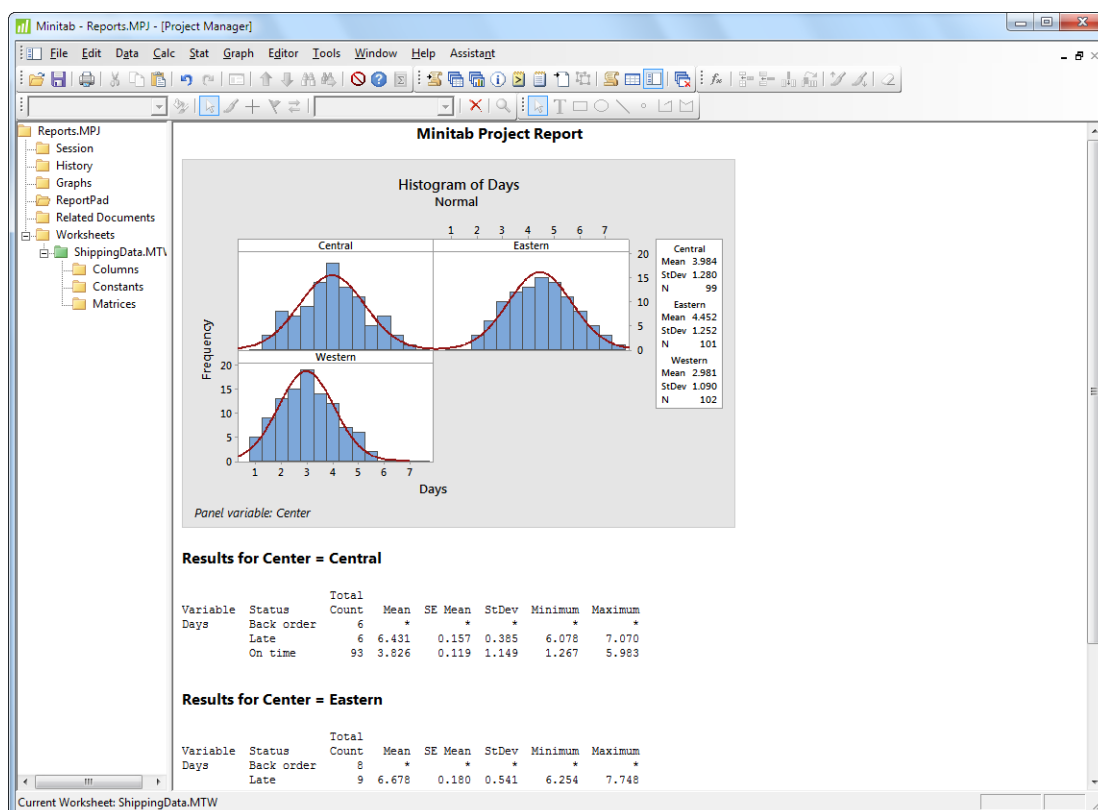 Minitab - Reports.MPJ - [Project Manager]
File Edit Data Calc Stat Graph Editor Tools Window Help Assistant
Reports.MPJ
Session
History
Graphs
ReportPad
Related Documents
Worksheets
ShippingData.MTW
Columns
Constants
Matrices
Minitab Project Report
Histogram of Days
Normal
1 2 3 4 5 6 7
Central Eastern
20
15
10
5
0
Western
20
15
10
5
0
1 2 3 4 5 6 7
Frequency
Days
Panel variable: Center
Central
Mean 3.984
StDev 1.280
N 99
Eastern
Mean 4.452
StDev 1.252
N 101
Western
Mean 2.981
StDev 1.090
N 102
Results for Center = Central
Total
Variable Status Count Mean SE Mean StDev Minimum Maximum
Days Back order 6 * * * * *
Late 6 6.431 0.157 0.385 6.078 7.070
On time 93 3.826 0.119 1.149 1.267 5.983
Results for Center = Eastern
Total
Variable Status Count Mean SE Mean StDev Minimum Maximum
Days Back order 8 * * * * *
Late 9 6.678 0.180 0.541 6.254 7.748
Current Worksheet: ShippingData.MTW